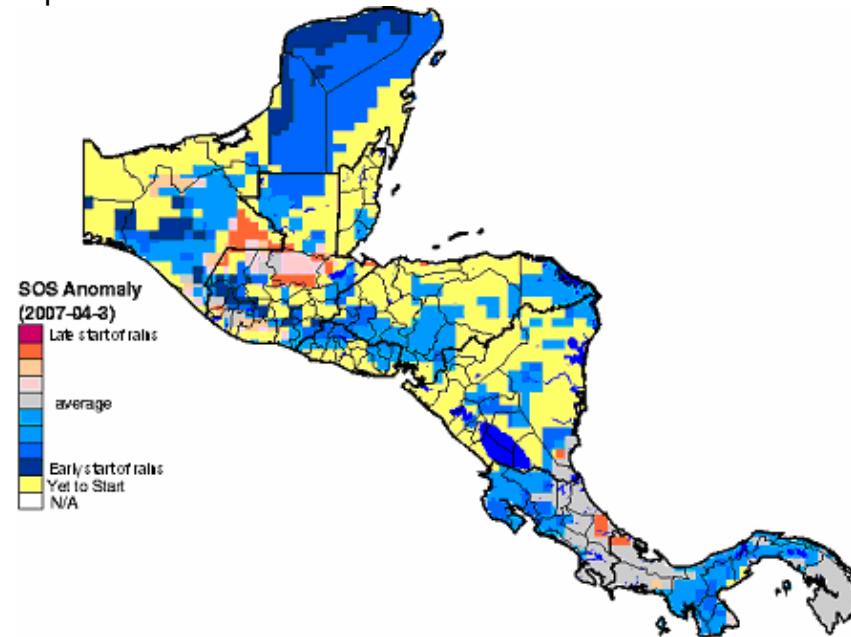 SOS Anomaly
(2007-04-3)
Late start of rains
average
Early start of rains
Yet to Start
N/A